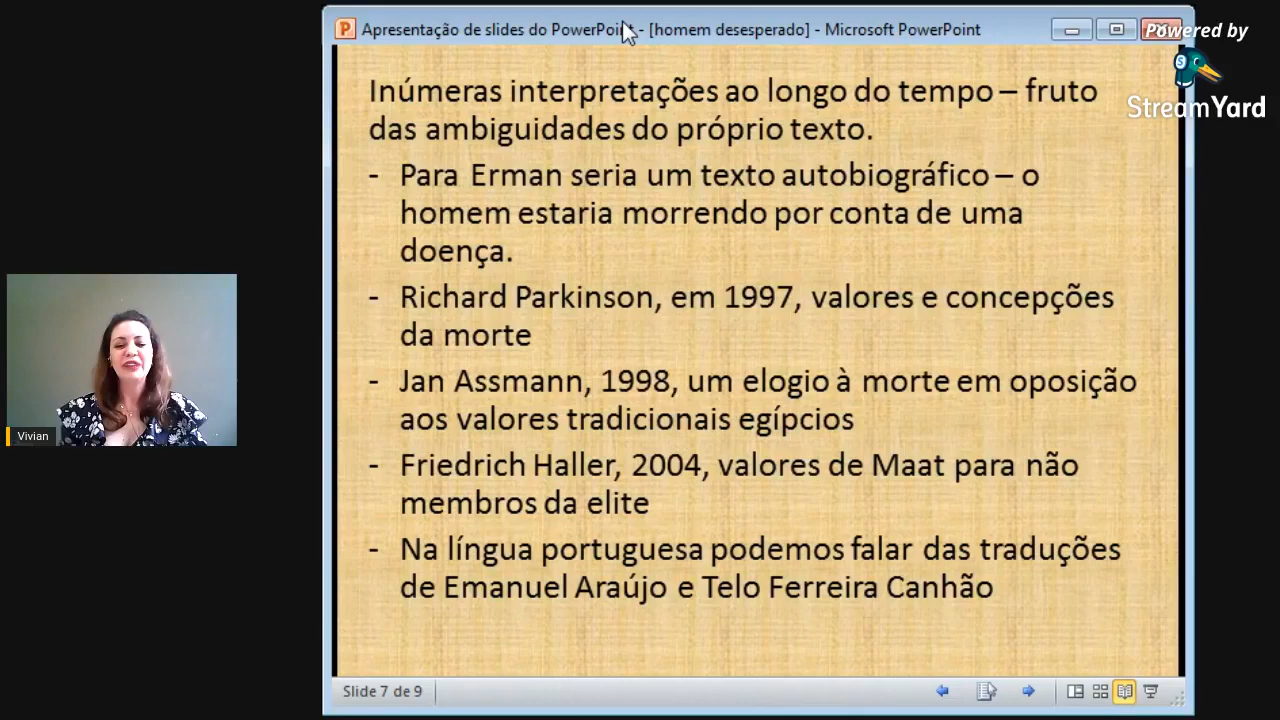 Apresentação de slides do PowerPoint - [homem desesperado] - Microsoft PowerPoint
Powered by
StreamYard
Inúmeras interpretações ao longo do tempo – fruto
das ambiguidades do próprio texto.
- Para Erman seria um texto autobiográfico – o
homem estaria morrendo por conta de uma
doença.
- Richard Parkinson, em 1997, valores e concepções
da morte
- Jan Assmann, 1998, um elogio à morte em oposição
aos valores tradicionais egípcios
- Friedrich Haller, 2004, valores de Maat para não
membros da elite
- Na língua portuguesa podemos falar das traduções
de Emanuel Araújo e Telo Ferreira Canhão
Vivian
Slide 7 de 9